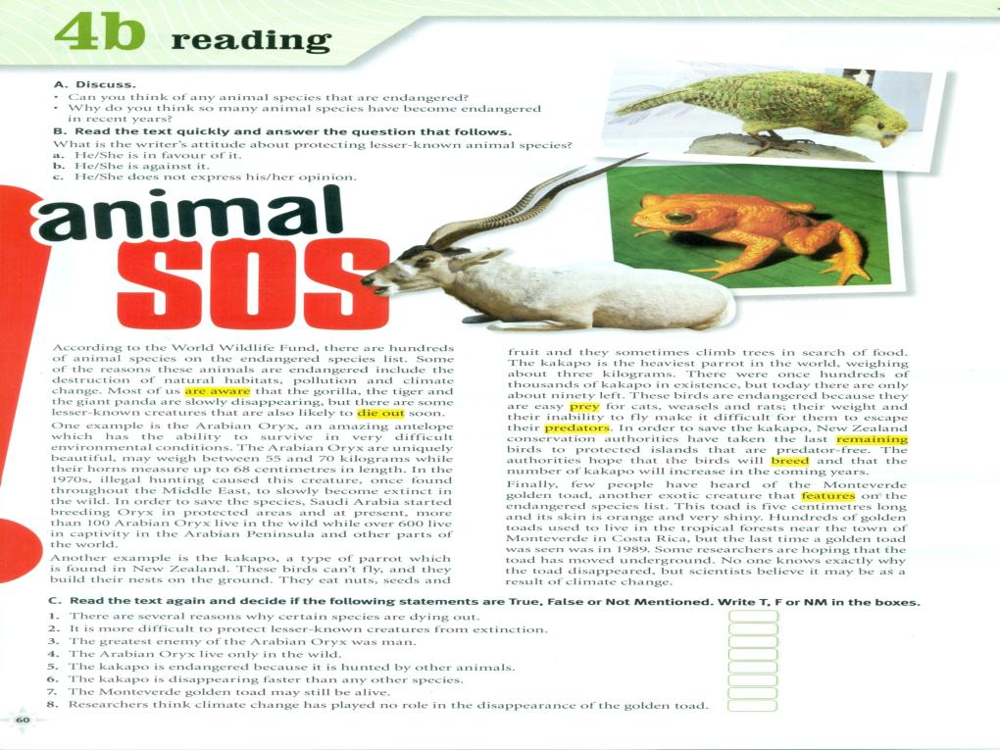 4b reading
A. Discuss.
• Can you think of any animal species that are endangered?
• Why do you think so many animal species have become endangered
in recent years?
B. Read the text quickly and answer the question that follows.
What is the writer's attitude about protecting lesser-known animal species?
a. He/She is in favour of it.
b. He/She is against it.
c. He/She does not express his/her opinion.
animal
SOS
!
According to the World Wildlife Fund, there are hundreds
of animal species on the endangered species list. Some
of the reasons these animals are endangered include the
destruction of natural habitats, pollution and climate
change. Most of us are aware that the gorilla, the tiger and
the giant panda are slowly disappearing, but there are some
lesser-known creatures that are also likely to die out soon.
One example is the Arabian Oryx, an amazing antelope
which has the ability to survive in very difficult
environmental conditions. The Arabian Oryx are uniquely
beautiful, may weigh between 55 and 70 kilograms while
their horns measure up to 68 centimetres in length. In the
1970s, illegal hunting caused this creature, once found
throughout the Middle East, to slowly become extinct in
the wild. In order to save the species, Saudi Arabia started
breeding Oryx in protected areas and at present, more
than 100 Arabian Oryx live in the wild while over 600 live
in captivity in the Arabian Peninsula and other parts of
the world.
Another example is the kakapo, a type of parrot which
is found in New Zealand. These birds can't fly, and they
build their nests on the ground. They eat nuts, seeds and
fruit and they sometimes climb trees in search of food.
The kakapo is the heaviest parrot in the world, weighing
about three kilograms. There were once hundreds of
thousands of kakapo in existence, but today there are only
about ninety left. These birds are endangered because they
are easy prey for cats, weasels and rats; their weight and
their inability to fly make it difficult for them to escape
their predators. In order to save the kakapo, New Zealand
conservation authorities have taken the last remaining
birds to protected islands that are predator-free. The
authorities hope that the birds will breed and that the
number of kakapo will increase in the coming years.
Finally, few people have heard of the Monteverde
golden toad, another exotic creature that features on the
endangered species list. This toad is five centimetres long
and its skin is orange and very shiny. Hundreds of golden
toads used to live in the tropical forests near the town of
Monteverde in Costa Rica, but the last time a golden toad
was seen was in 1989. Some researchers are hoping that the
toad has moved underground. No one knows exactly why
the toad disappeared, but scientists believe it may be as a
result of climate change.
C. Read the text again and decide if the following statements are True, False or Not Mentioned. Write T, F or NM in the boxes.
1. There are several reasons why certain species are dying out.
2. It is more difficult to protect lesser-known creatures from extinction.
3. The greatest enemy of the Arabian Oryx was man.
4. The Arabian Oryx live only in the wild.
5. The kakapo is endangered because it is hunted by other animals.
6. The kakapo is disappearing faster than any other species.
7. The Monteverde golden toad may still be alive.
8. Researchers think climate change has played no role in the disappearance of the golden toad.
60